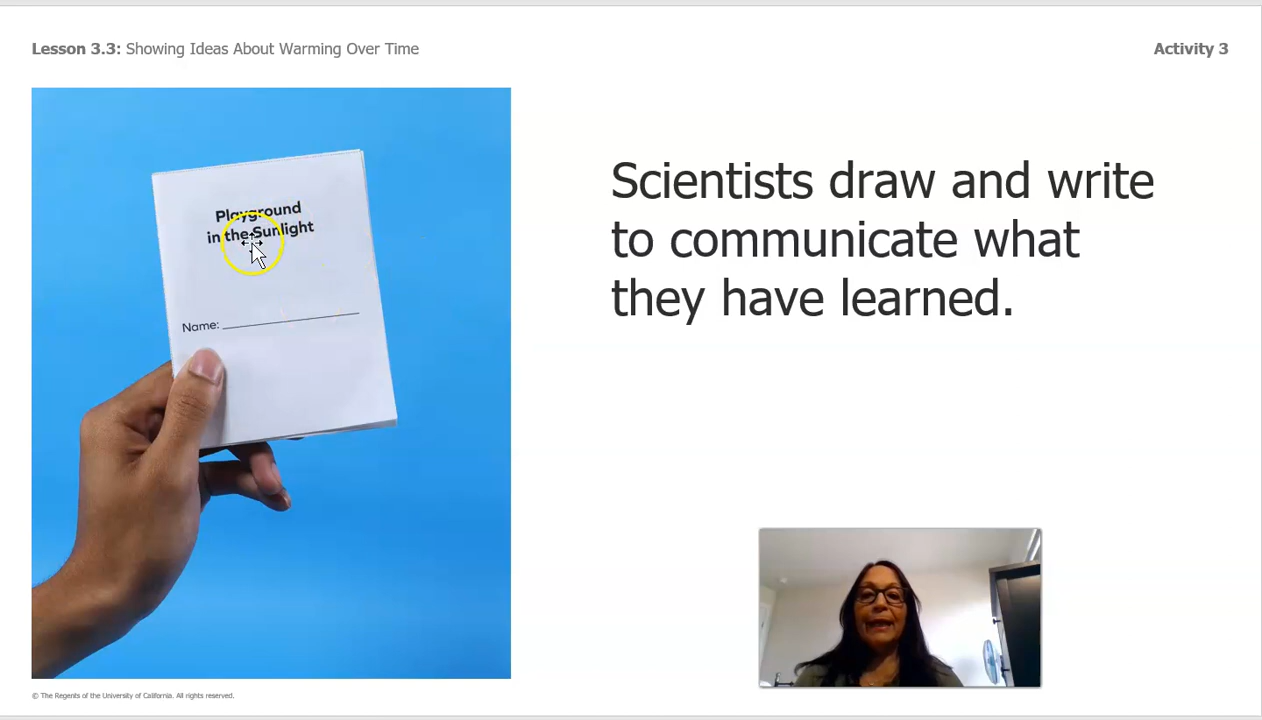 Lesson 3.3: Showing Ideas About Warming Over Time
Activity 3
Playground
in the Sunlight
Name:
Scientists draw and write
to communicate what
they have learned.
© The Regents of the University of California. All rights reserved.